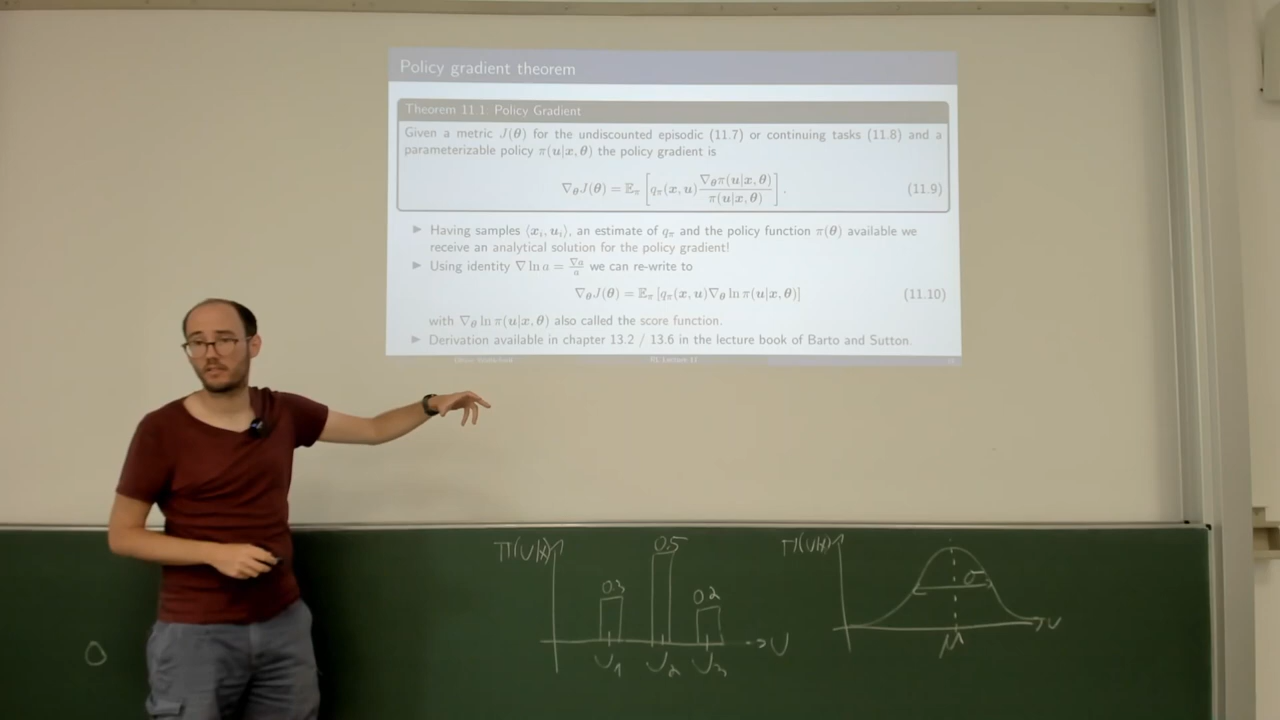 Policy gradient theorem
Theorem 11.1: Policy Gradient
Given a metric J(θ) for the undiscounted episodic (11.7) or continuing tasks (11.8) and a
parameterizable policy π(u|x, θ) the policy gradient is
∇θJ(θ) = 𝔼π [qπ(x, u) ∇θπ(u|x, θ) / π(u|x, θ)] . (11.9)
▶ Having samples ⟨xᵢ, uᵢ⟩, an estimate of qπ and the policy function π(θ) available we
receive an analytical solution for the policy gradient!
▶ Using identity ∇ ln a = ∇a/a we can re-write to
∇θJ(θ) = 𝔼π [qπ(x, u)∇θ ln π(u|x, θ)] (11.10)
with ∇θ ln π(u|x, θ) also called the score function.
▶ Derivation available in chapter 13.2 / 13.6 in the lecture book of Barto and Sutton.
RL Lecture 11
π(U|x)
0.3
0.5
0.2
U
U₁ U₂ U₃
π(U|x)
σ
U
μ
0